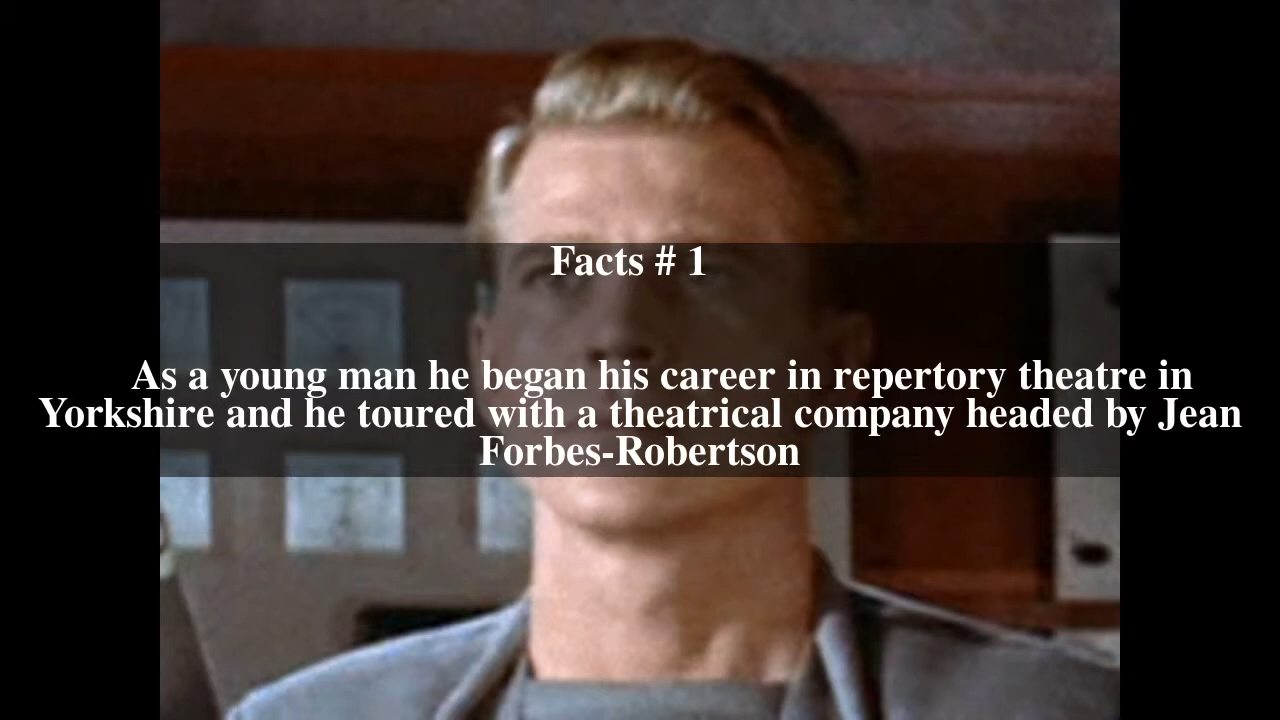 Facts # 1
As a young man he began his career in repertory theatre in
Yorkshire and he toured with a theatrical company headed by Jean
Forbes-Robertson